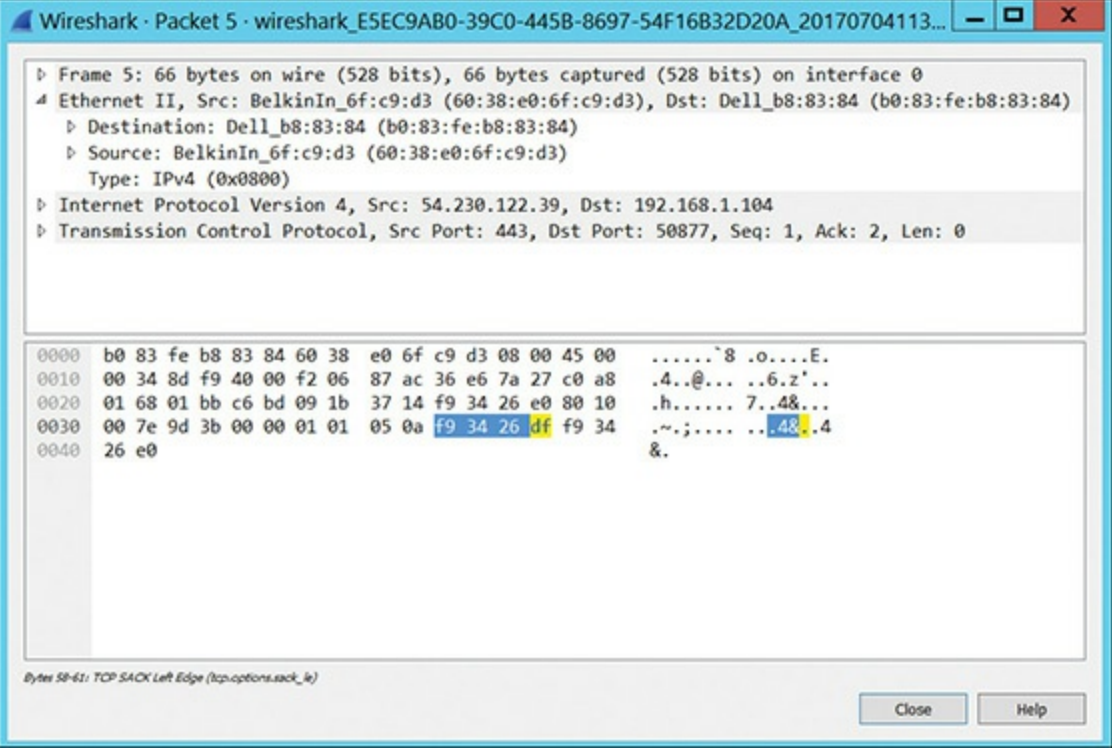 Wireshark · Packet 5 · wireshark_E5EC9AB0-39C0-445B-8697-54F16B32D20A_20170704113...
Frame 5: 66 bytes on wire (528 bits), 66 bytes captured (528 bits) on interface 0
Ethernet II, Src: BelkinIn_6f:c9:d3 (60:38:e0:6f:c9:d3), Dst: Dell_b8:83:84 (b0:83:fe:b8:83:84)
Destination: Dell_b8:83:84 (b0:83:fe:b8:83:84)
Source: BelkinIn_6f:c9:d3 (60:38:e0:6f:c9:d3)
Type: IPv4 (0x0800)
Internet Protocol Version 4, Src: 54.230.122.39, Dst: 192.168.1.104
Transmission Control Protocol, Src Port: 443, Dst Port: 50877, Seq: 1, Ack: 2, Len: 0
0000 b0 83 fe b8 83 84 60 38 e0 6f c9 d3 08 00 45 00 ......`8 .o....E.
0010 00 34 8d f9 40 00 f2 06 87 ac 36 e6 7a 27 c0 a8 .4..@... ..6.z'..
0020 01 68 01 bb c6 bd 09 1b 37 14 f9 34 26 e0 80 10 .h...... 7..4&...
0030 00 7e 9d 3b 00 00 01 01 05 0a f9 34 26 df f9 34 .~.;.... ...4&..4
0040 26 e0 &.
Bytes 58-61: TCP SACK Left Edge (tcp.options.sack_le)
Close Help